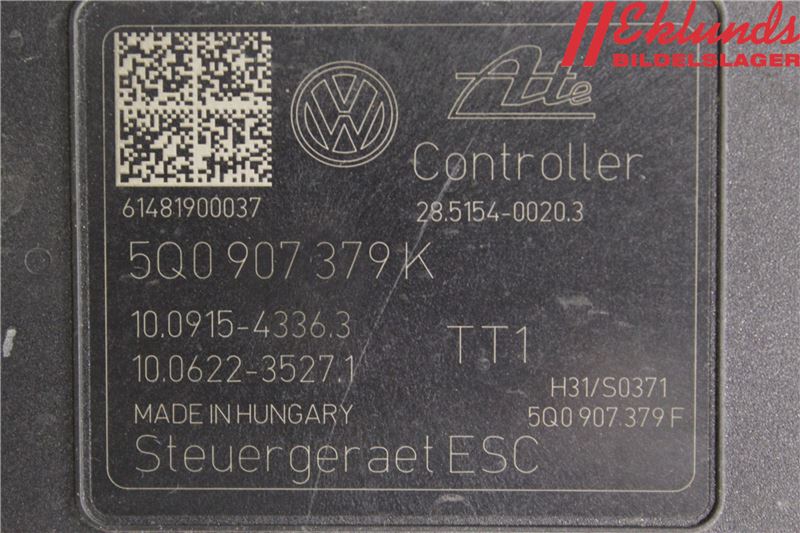 Eklunds
BILDELSLAGER
Ate
Controller
61481900037
28.5154-0020.3
5Q0 907 379 K
10.0915-4336.3
TT1
10.0622-3527.1
H31/S0371
MADE IN HUNGARY
5Q0 907 379 F
Steuergeraet ESC